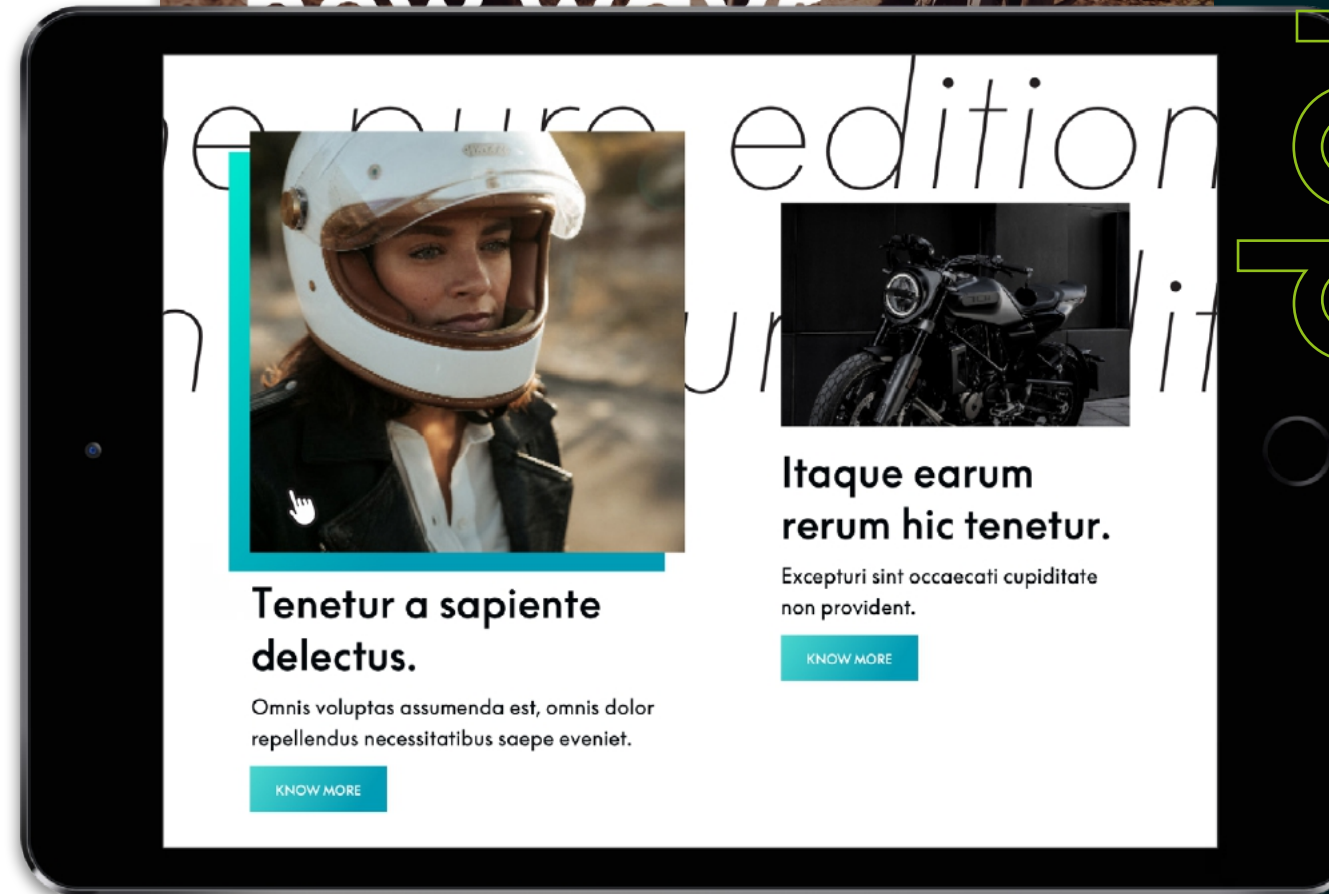 pure edition
Tenetur a sapiente
delectus.
Omnis voluptas assumenda est, omnis dolor
repellendus necessitatibus saepe eveniet.
KNOW MORE
Itaque earum
rerum hic tenetur.
Excepturi sint occaecati cupiditate
non provident.
KNOW MORE